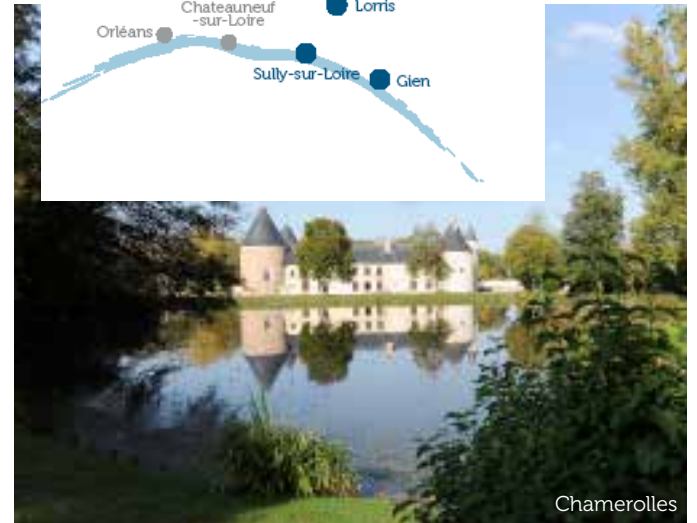 Lorris
Chateauneuf
-sur-Loire
Orléans
Sully-sur-Loire
Gien
Chamerolles